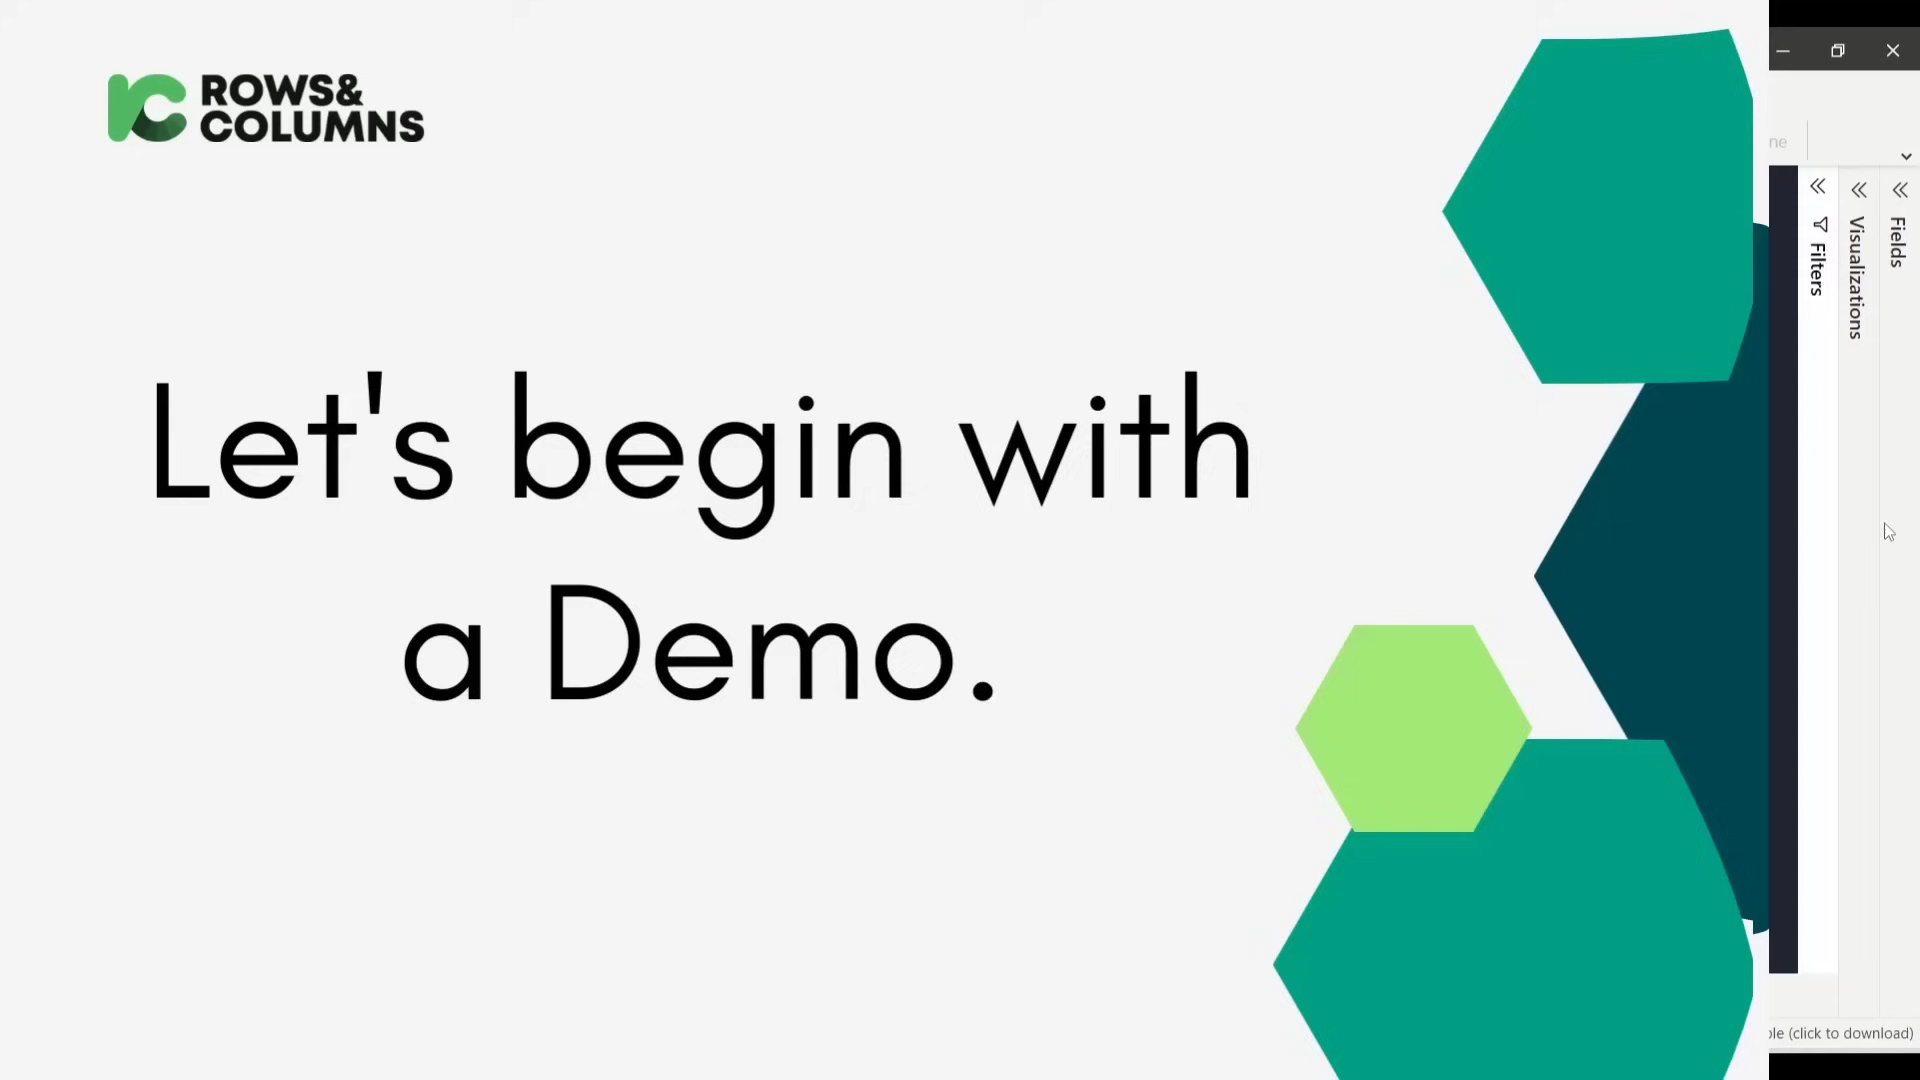 ROWS&
COLUMNS
Let's begin with
a Demo.
Filters
Visualizations
Fields
(click to download)